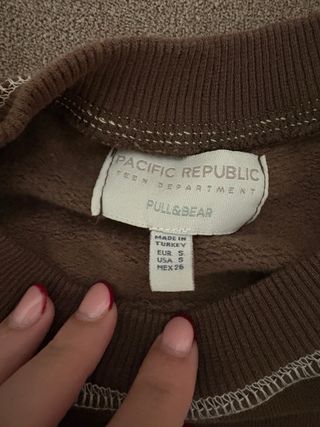 PACIFIC REPUBLIC
TEEN DEPARTMENT
PULL&BEAR
MADE IN
TURKEY
EUR S
USA S
MEX 26